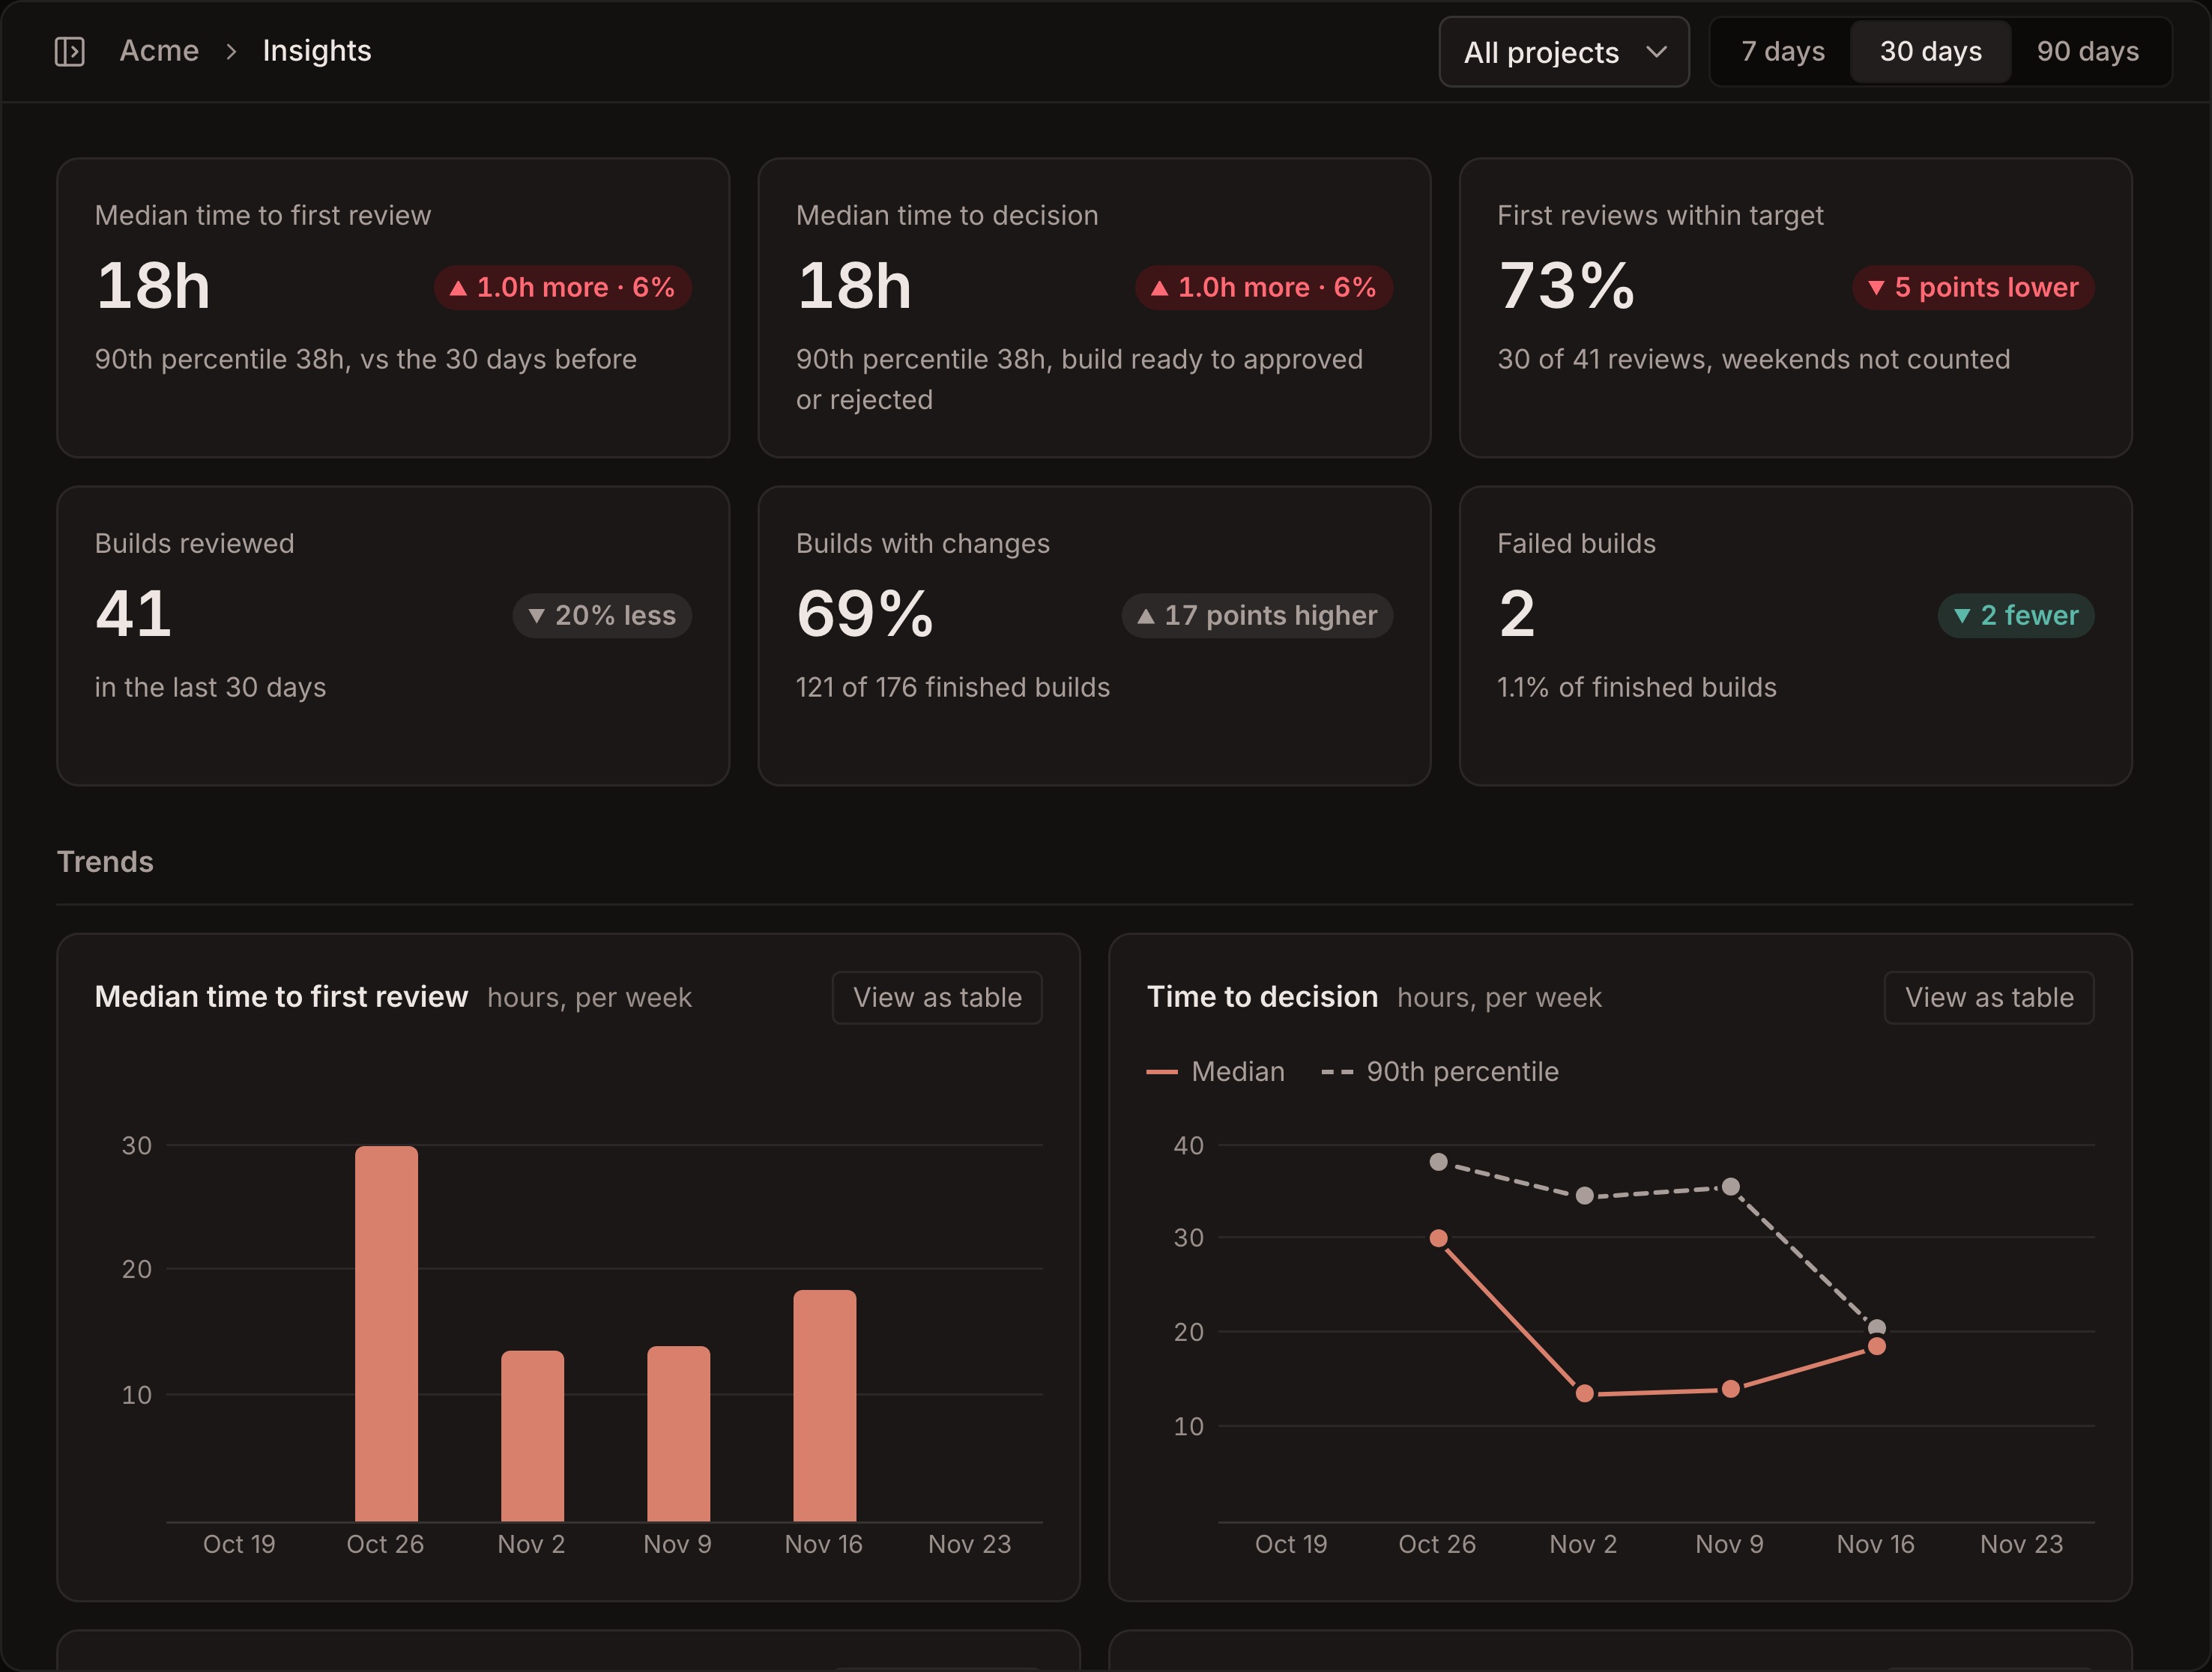 Acme > Insights
All projects
7 days 30 days 90 days
Median time to first review
18h
▲ 1.0h more · 6%
90th percentile 38h, vs the 30 days before
Median time to decision
18h
▲ 1.0h more · 6%
90th percentile 38h, build ready to approved
or rejected
First reviews within target
73%
▼ 5 points lower
30 of 41 reviews, weekends not counted
Builds reviewed
41
▼ 20% less
in the last 30 days
Builds with changes
69%
▲ 17 points higher
121 of 176 finished builds
Failed builds
2
▼ 2 fewer
1.1% of finished builds
Trends
Median time to first review hours, per week
View as table
30
20
10
Oct 19 Oct 26 Nov 2 Nov 9 Nov 16 Nov 23
Time to decision hours, per week
View as table
Median 90th percentile
40
30
20
10
Oct 19 Oct 26 Nov 2 Nov 9 Nov 16 Nov 23